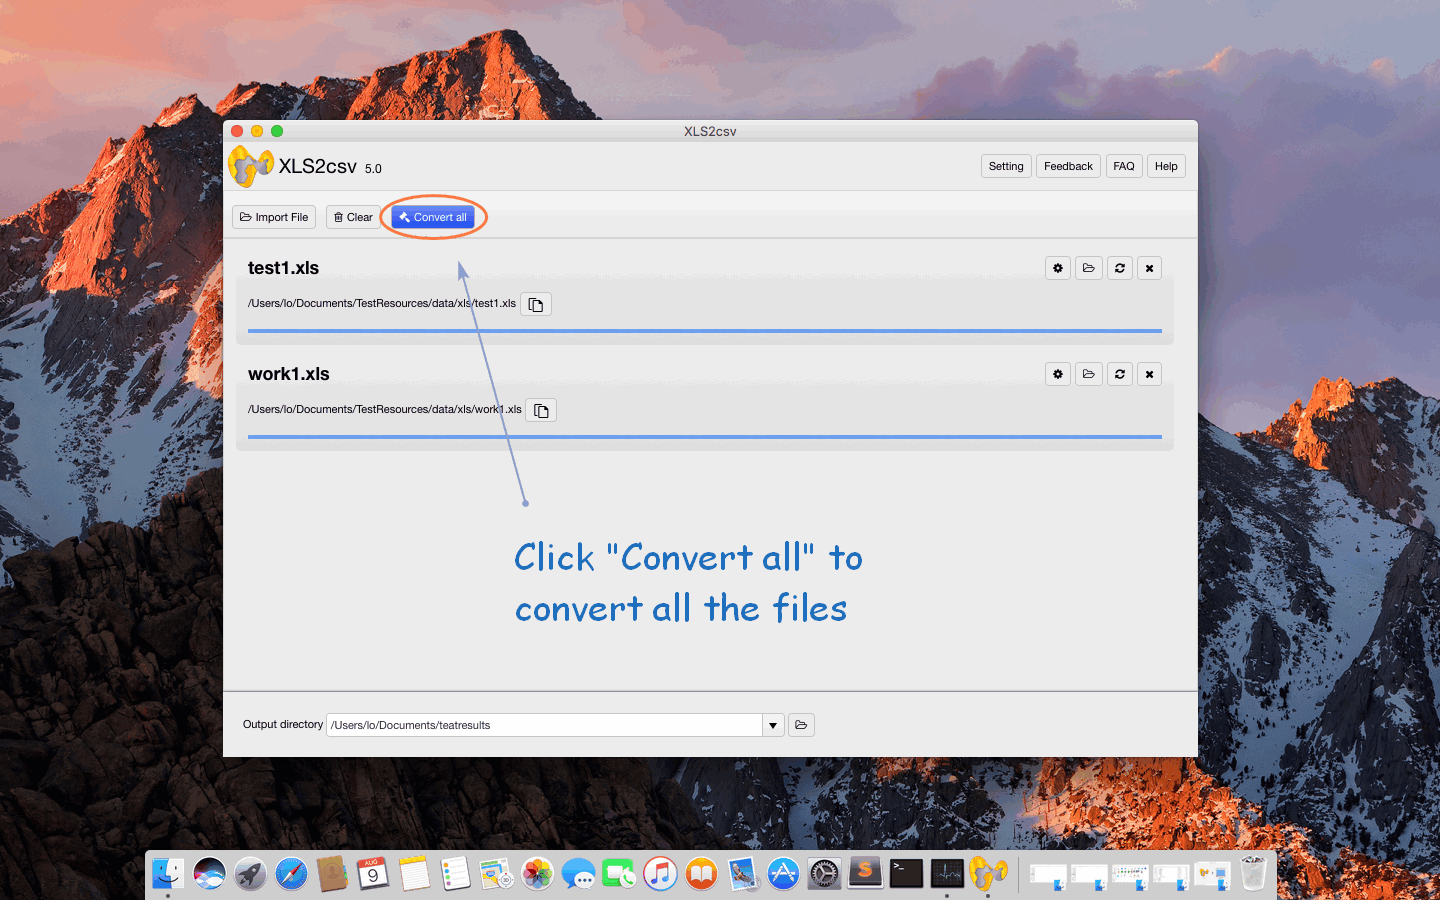 XLS2csv
XLS2csv 5.0
Setting Feedback FAQ Help
Import File Clear Convert all
test1.xls
/Users/lo/Documents/TestResources/data/xls/test1.xls
work1.xls
/Users/lo/Documents/TestResources/data/xls/work1.xls
Click "Convert all" to
convert all the files
Output directory /Users/lo/Documents/teatresults
AUG
9